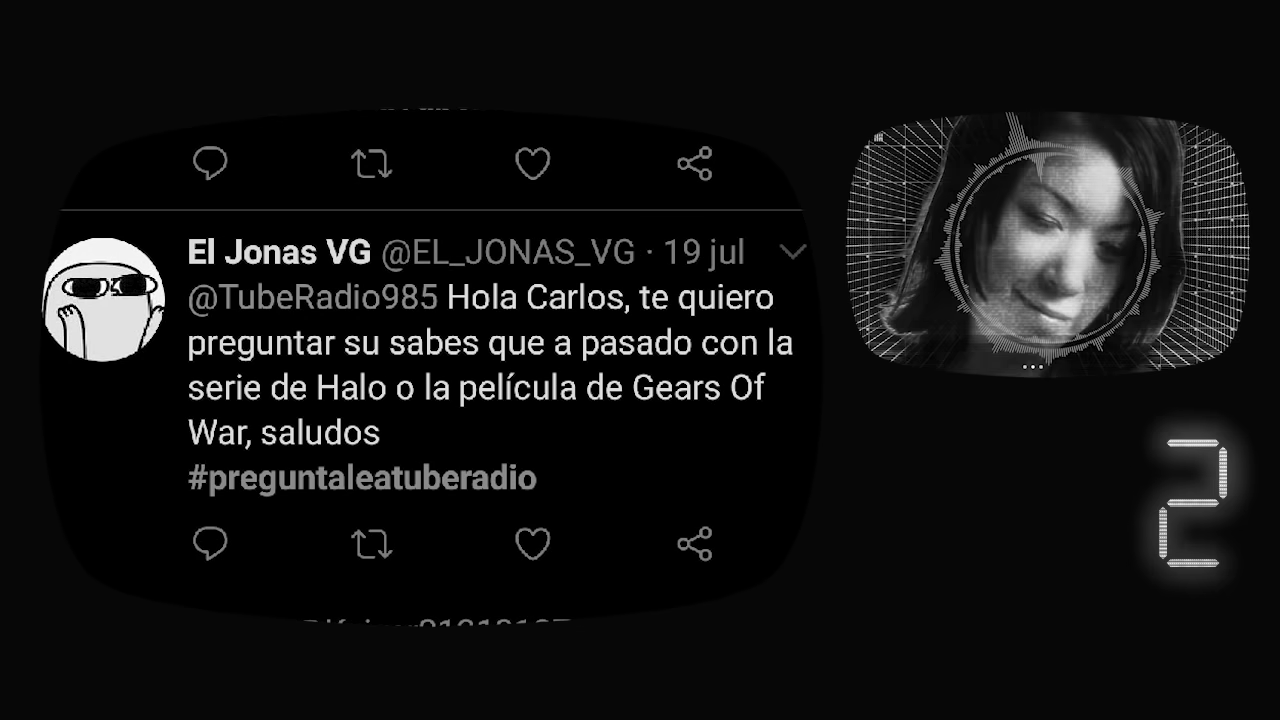 El Jonas VG @EL_JONAS_VG · 19 jul
@TubeRadio985 Hola Carlos, te quiero
preguntar su sabes que a pasado con la
serie de Halo o la película de Gears Of
War, saludos
#preguntaleatuberadio
2